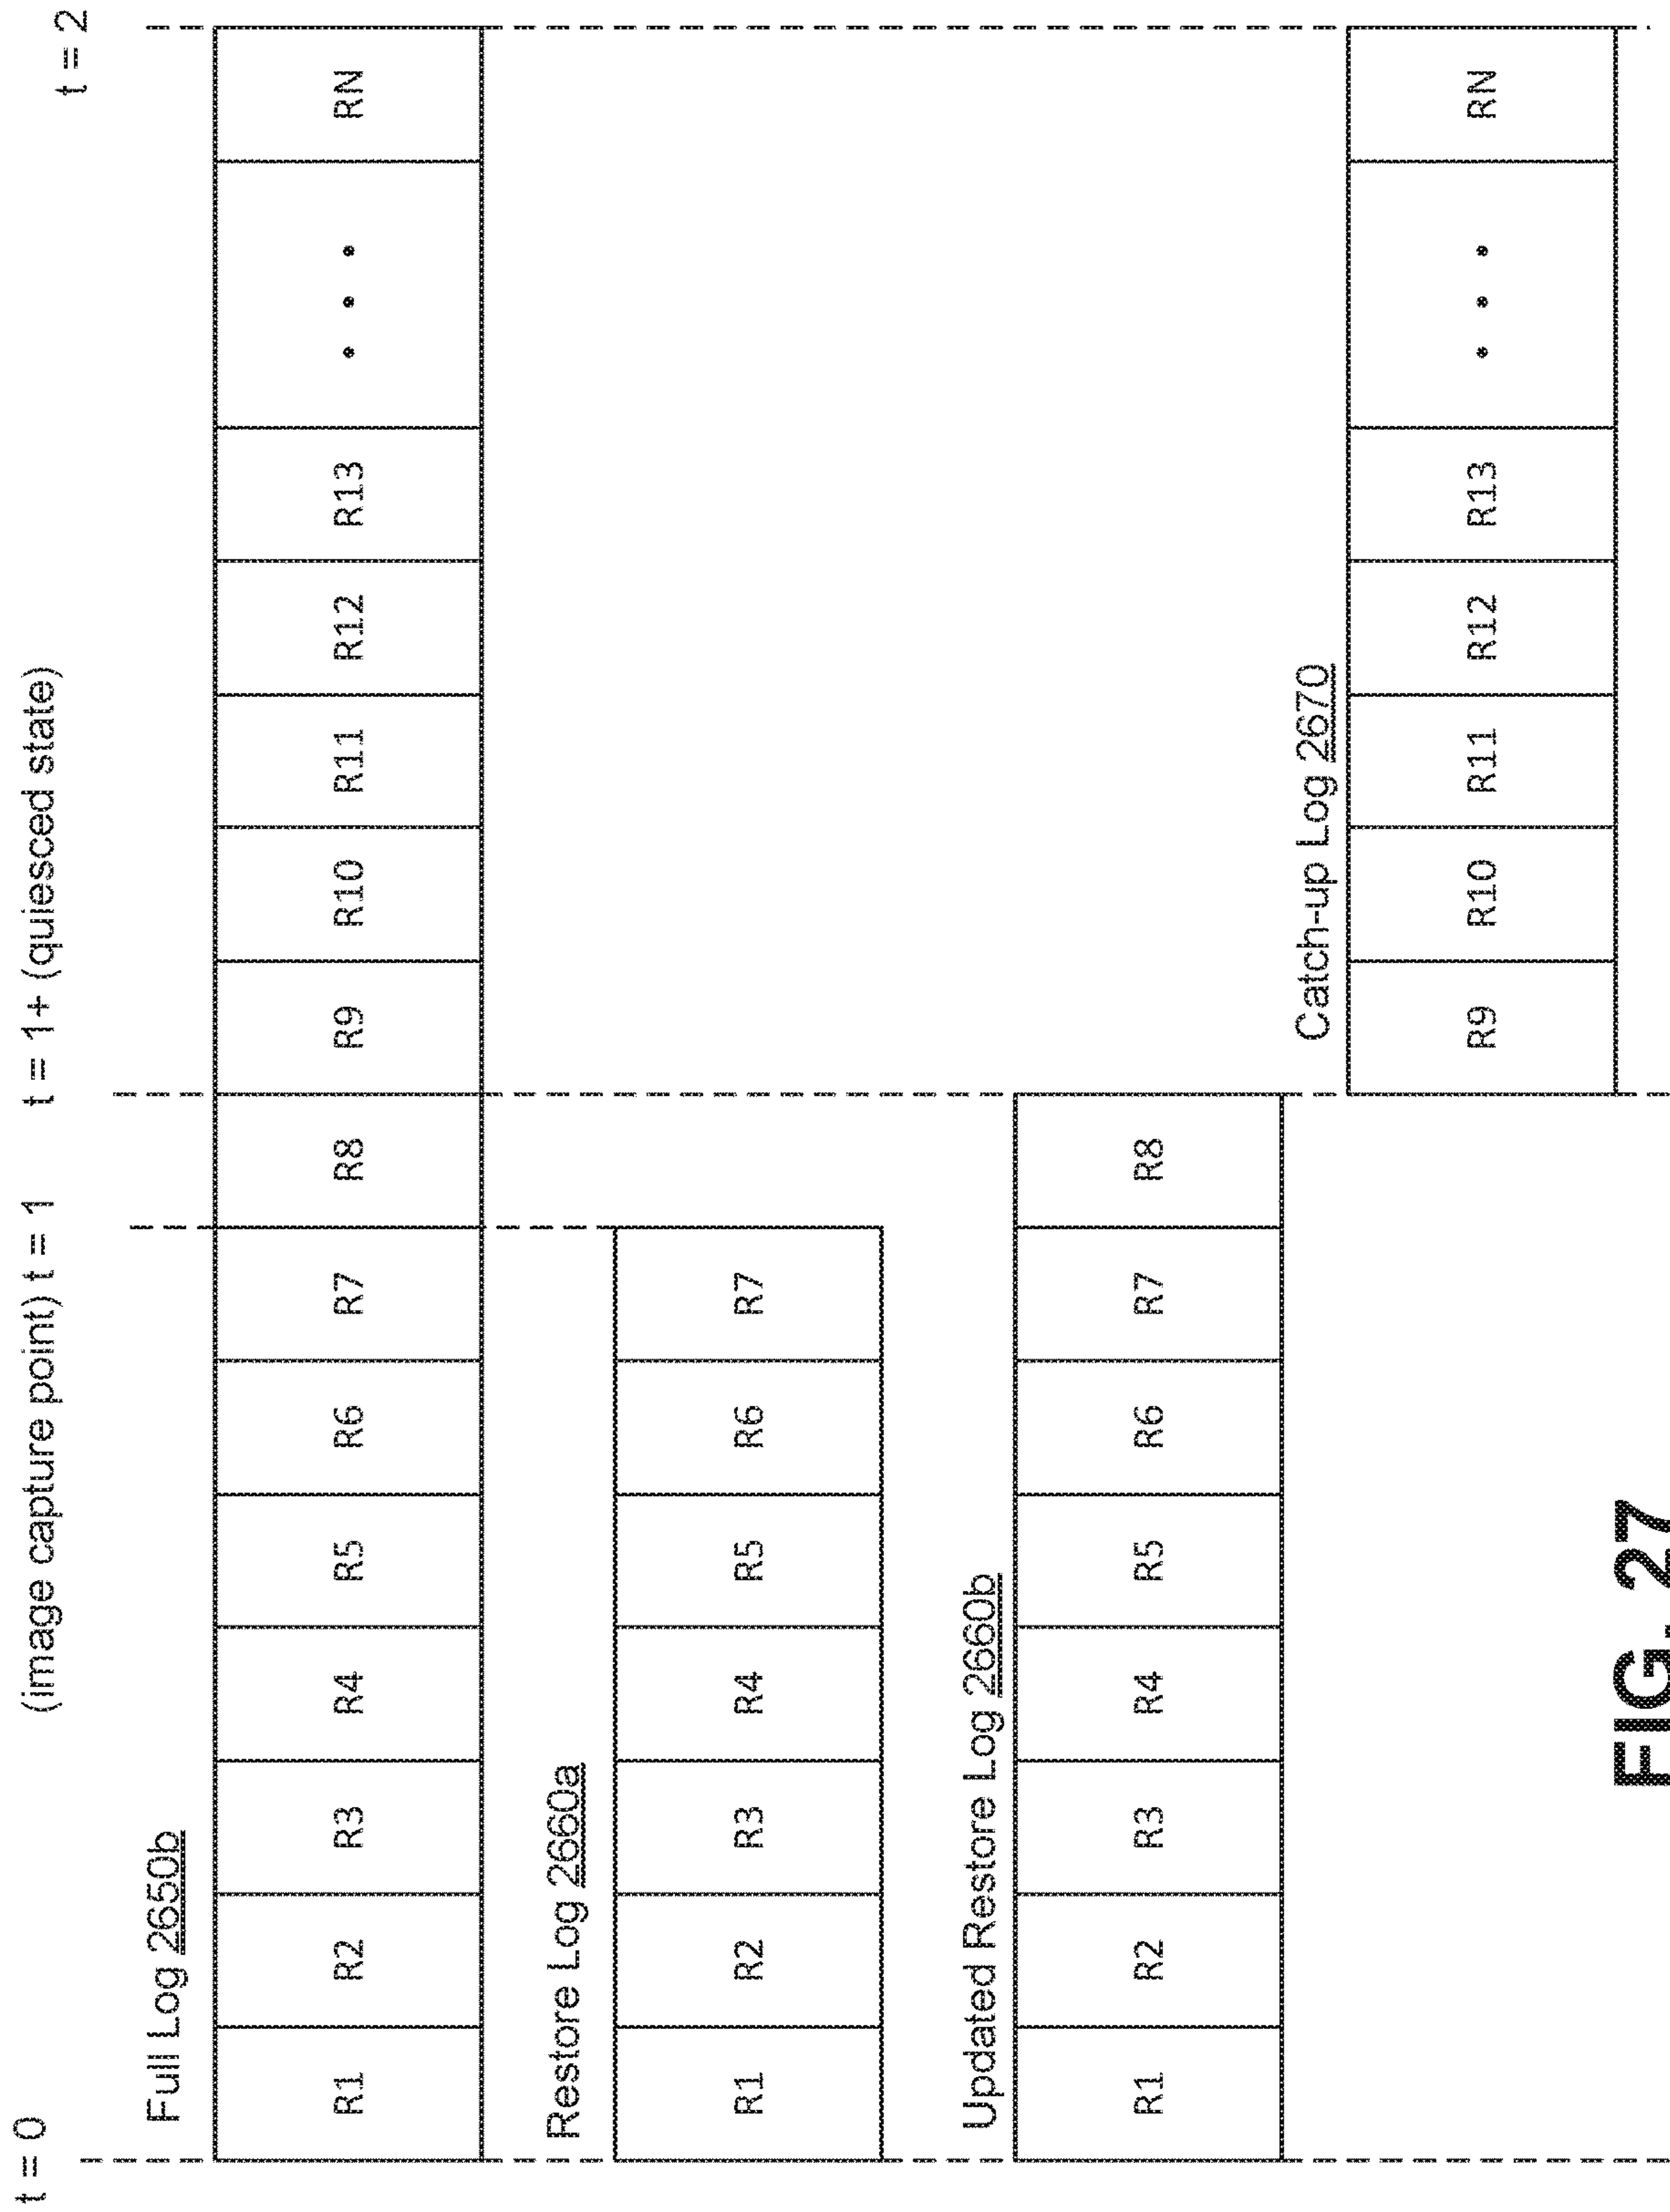 t = 0 (image capture point) t = 1 t = 1+ (quiesced state) t = 2
Full Log 2650b
R1 R2 R3 R4 R5 R6 R7 R8 R9 R10 R11 R12 R13 • • • RN
Restore Log 2660a
R1 R2 R3 R4 R5 R6 R7
Updated Restore Log 2660b
R1 R2 R3 R4 R5 R6 R7 R8
Catch-up Log 2670
R9 R10 R11 R12 R13 • • • RN
FIG. 27